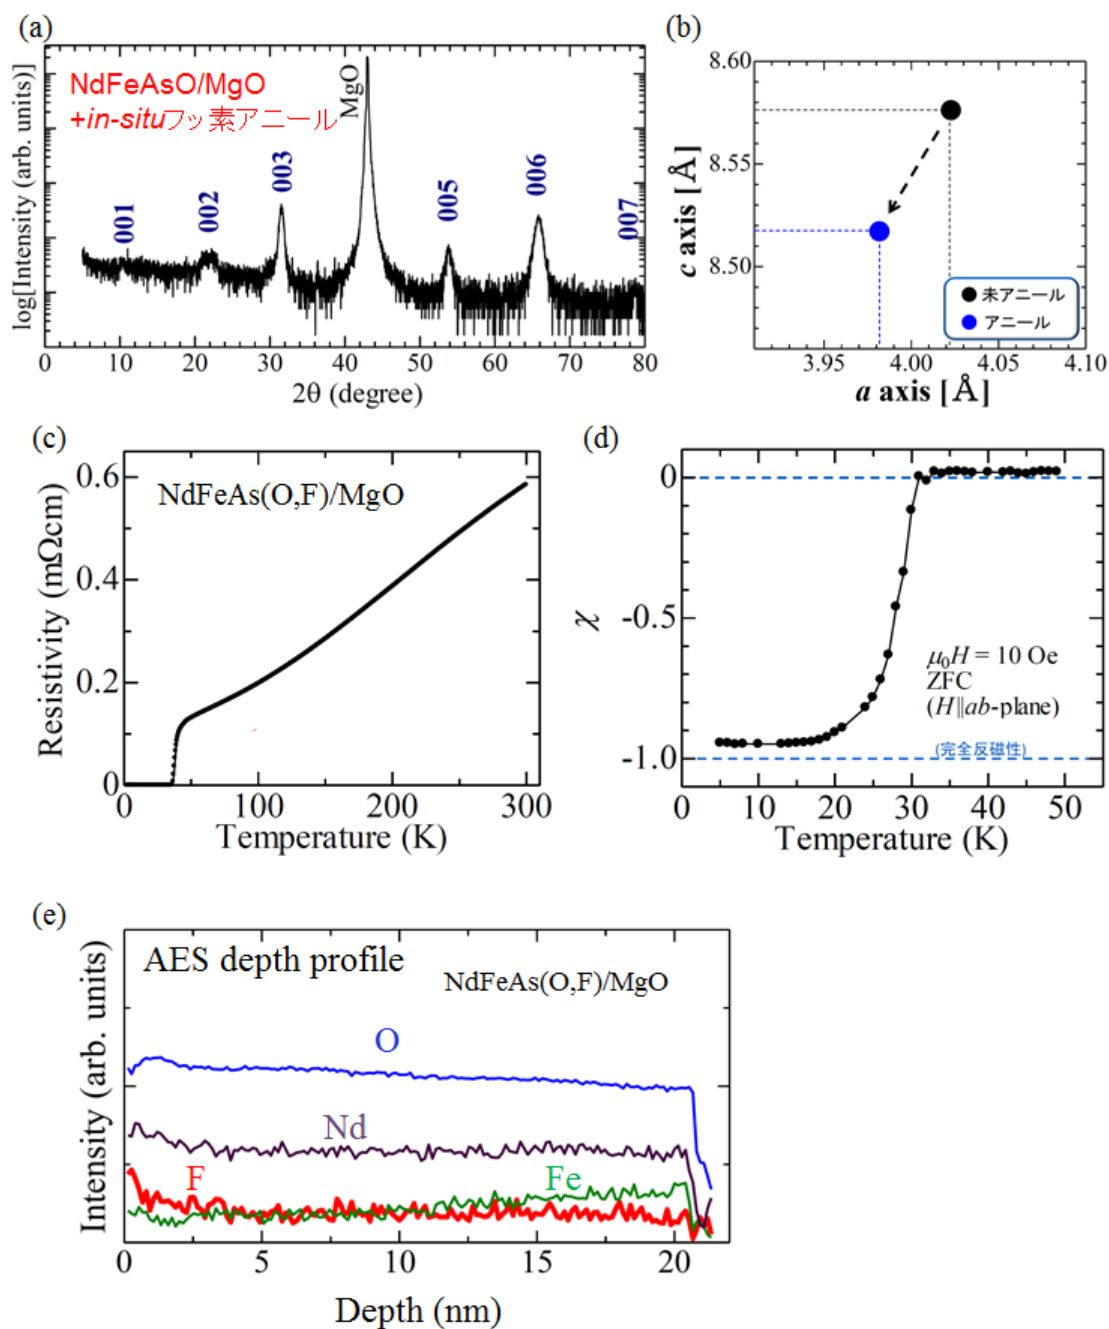 (a)
log[Intensity (arb. units)]
NdFeAsO/MgO
+in-situフッ素アニール
001
002
003
MgO
005
006
007
0 10 20 30 40 50 60 70 80
2θ (degree)
(b)
c axis [Å]
8.60
8.55
8.50
未アニール
アニール
3.95 4.00 4.05 4.10
a axis [Å]
(c)
Resistivity (mΩcm)
0.6
0.4
0.2
0
NdFeAs(O,F)/MgO
0 100 200 300
Temperature (K)
(d)
χ
0
-0.5
-1.0
μ₀H = 10 Oe
ZFC
(H∥ab-plane)
(完全反磁性)
0 10 20 30 40 50
Temperature (K)
(e)
Intensity (arb. units)
AES depth profile
NdFeAs(O,F)/MgO
O
Nd
F
Fe
0 5 10 15 20
Depth (nm)